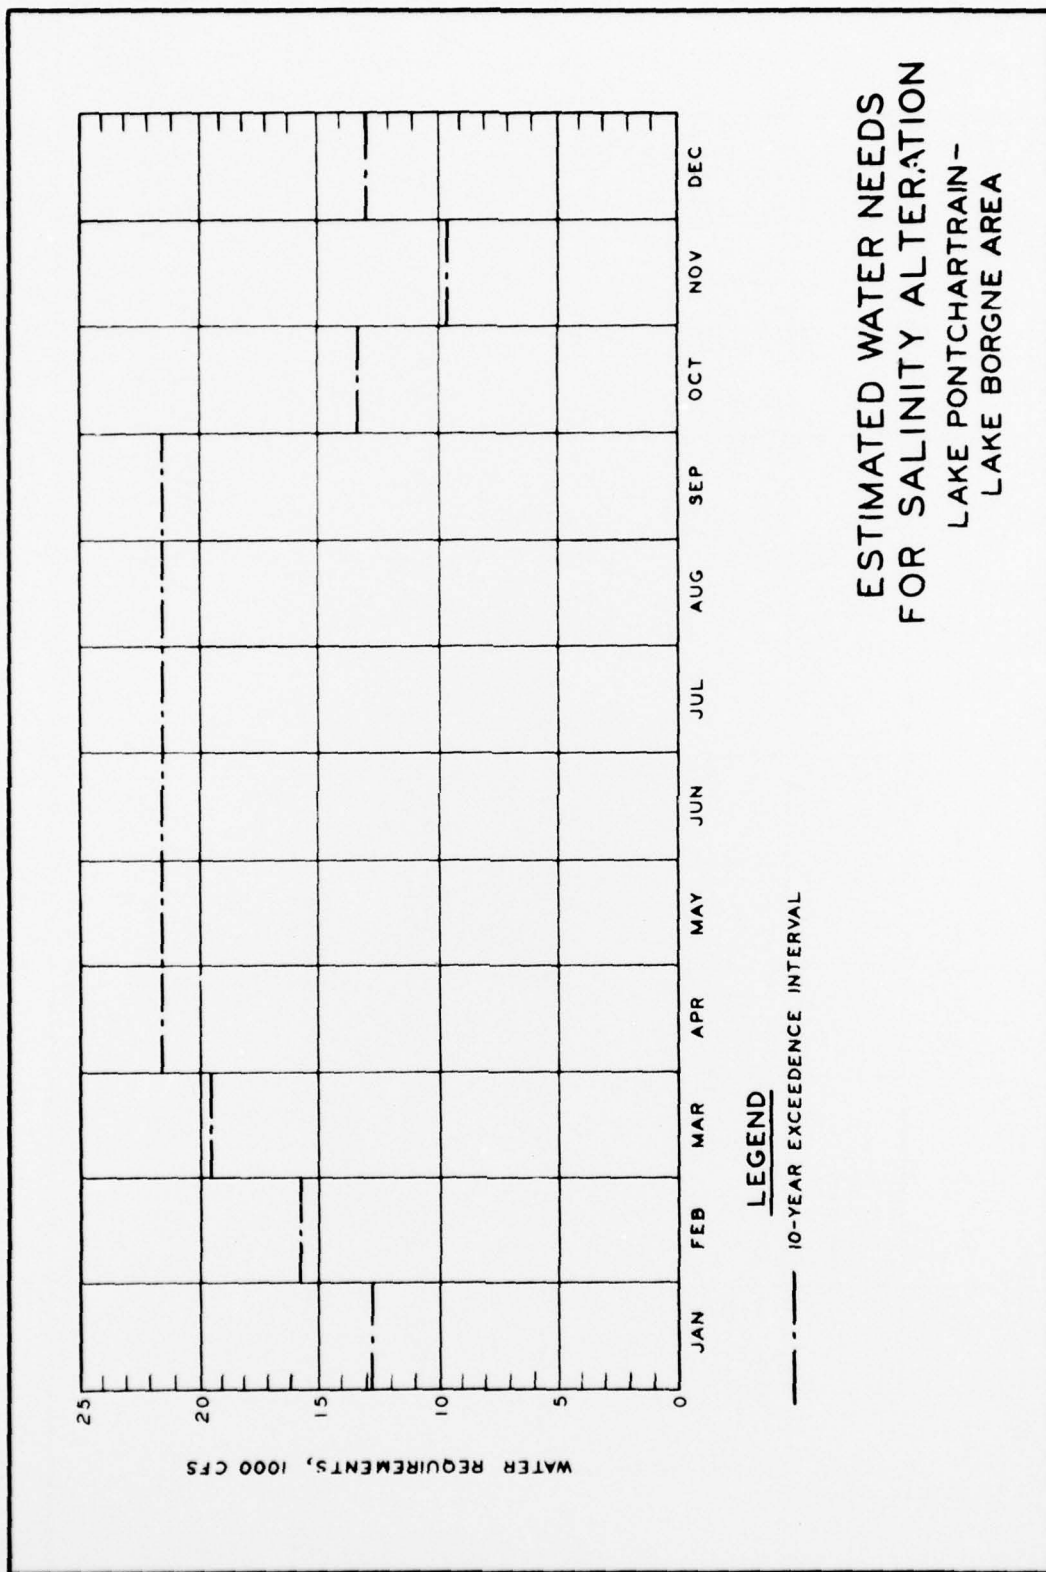 WATER REQUIREMENTS, 1000 CFS
25
20
15
10
5
0
JAN FEB MAR APR MAY JUN JUL AUG SEP OCT NOV DEC
LEGEND
10-YEAR EXCEEDENCE INTERVAL
ESTIMATED WATER NEEDS
FOR SALINITY ALTERATION
LAKE PONTCHARTRAIN-
LAKE BORGNE AREA